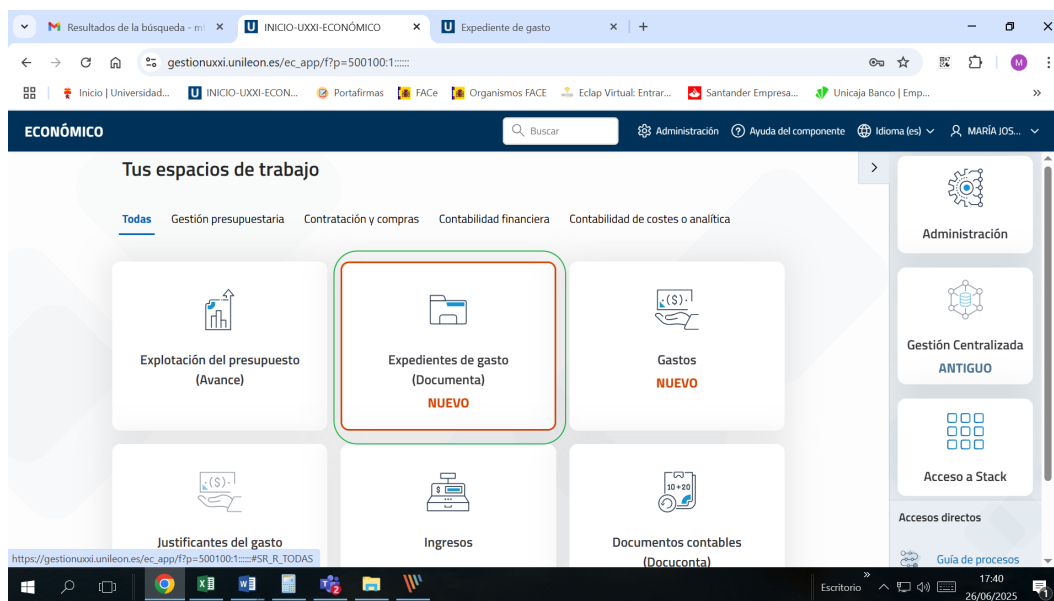 Resultados de la búsqueda - m
INICIO-UXXI-ECONÓMICO
Expediente de gasto
gestionuxxi.unileon.es/ec_app/f?p=500100:1::::::
M
Inicio | Universidad...
INICIO-UXXI-ECON...
Portafirmas
FACe
Organismos FACE
Eclap Virtual: Entrar...
Santander Empresa...
Unicaja Banco | Emp...
ECONÓMICO
Buscar
Administración
Ayuda del componente
Idioma (es)
MARÍA JOS...
Tus espacios de trabajo
Todas
Gestión presupuestaria
Contratación y compras
Contabilidad financiera
Contabilidad de costes o analítica
Explotación del presupuesto
(Avance)
Expedientes de gasto
(Documenta)
NUEVO
Gastos
NUEVO
Justificantes del gasto
Ingresos
10+20
Documentos contables
(Docuconta)
Administración
Gestión Centralizada
ANTIGUO
Acceso a Stack
Accesos directos
Guía de procesos
https://gestionuxxi.unileon.es/ec_app/f?p=500100:1::::::#SR_R_TODAS
Escritorio
17:40
26/06/2025